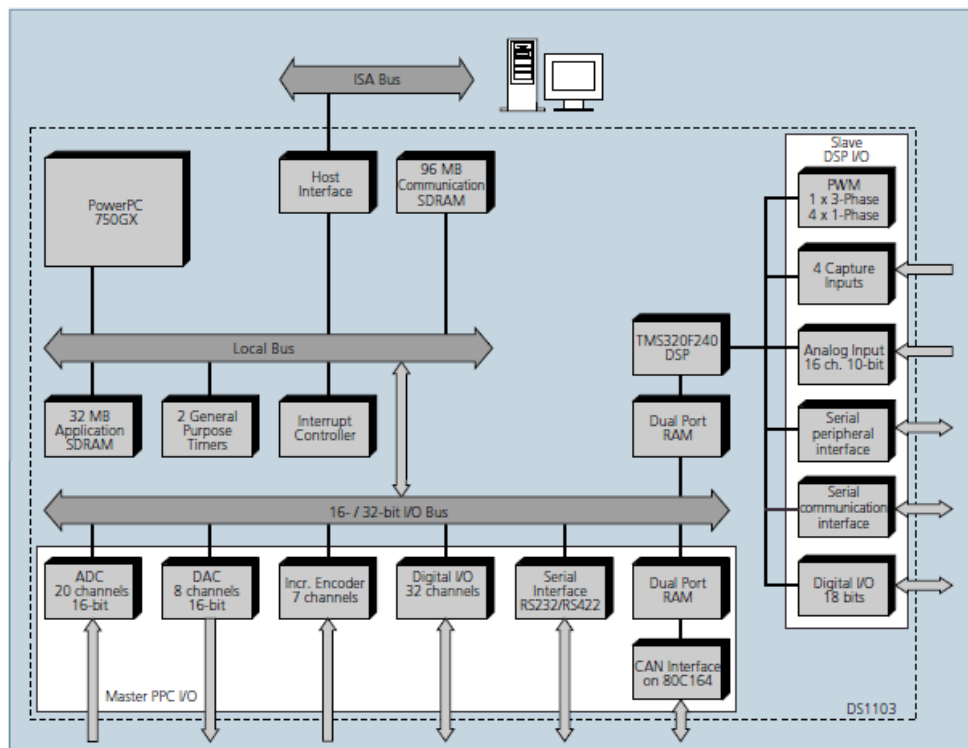 ISA Bus
PowerPC
750GX
Host
Interface
96 MB
Communication
SDRAM
Slave
DSP I/O
PWM
1 x 3-Phase
4 x 1-Phase
4 Capture
Inputs
Local Bus
TMS320F240
DSP
Analog Input
16 ch. 10-bit
32 MB
Application
SDRAM
2 General
Purpose
Timers
Interrupt
Controller
Dual Port
RAM
Serial
peripheral
interface
16- / 32-bit I/O Bus
Serial
communication
interface
ADC
20 channels
16-bit
DAC
8 channels
16-bit
Incr. Encoder
7 channels
Digital I/O
32 channels
Serial
Interface
RS232/RS422
Dual Port
RAM
Digital I/O
18 bits
CAN Interface
on 80C164
Master PPC I/O
DS1103